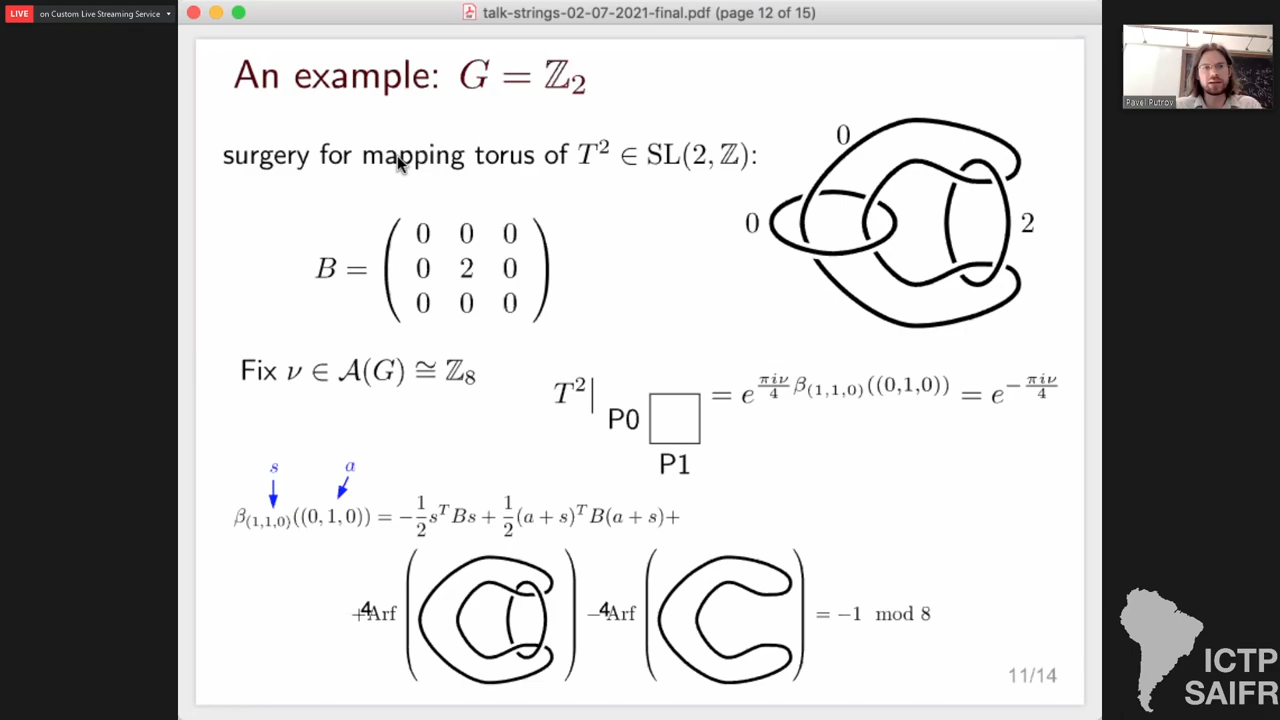 LIVE on Custom Live Streaming Service
talk-strings-02-07-2021-final.pdf (page 12 of 15)
Pavel Putrov
An example: G = ℤ₂
surgery for mapping torus of T² ∈ SL(2, ℤ):
0
0
2
B = ( 0 0 0
0 2 0
0 0 0 )
Fix ν ∈ 𝒜(G) ≅ ℤ₈
T²| P0 P1 = e^{πiν/4 β_{(1,1,0)}((0,1,0))} = e^{-πiν/4}
s a
β_{(1,1,0)}((0, 1, 0)) = −1/2 s^T Bs + 1/2 (a + s)^T B(a + s)+
+4Arf ( ) −4Arf ( ) = −1 mod 8
11/14
ICTP
SAIFR